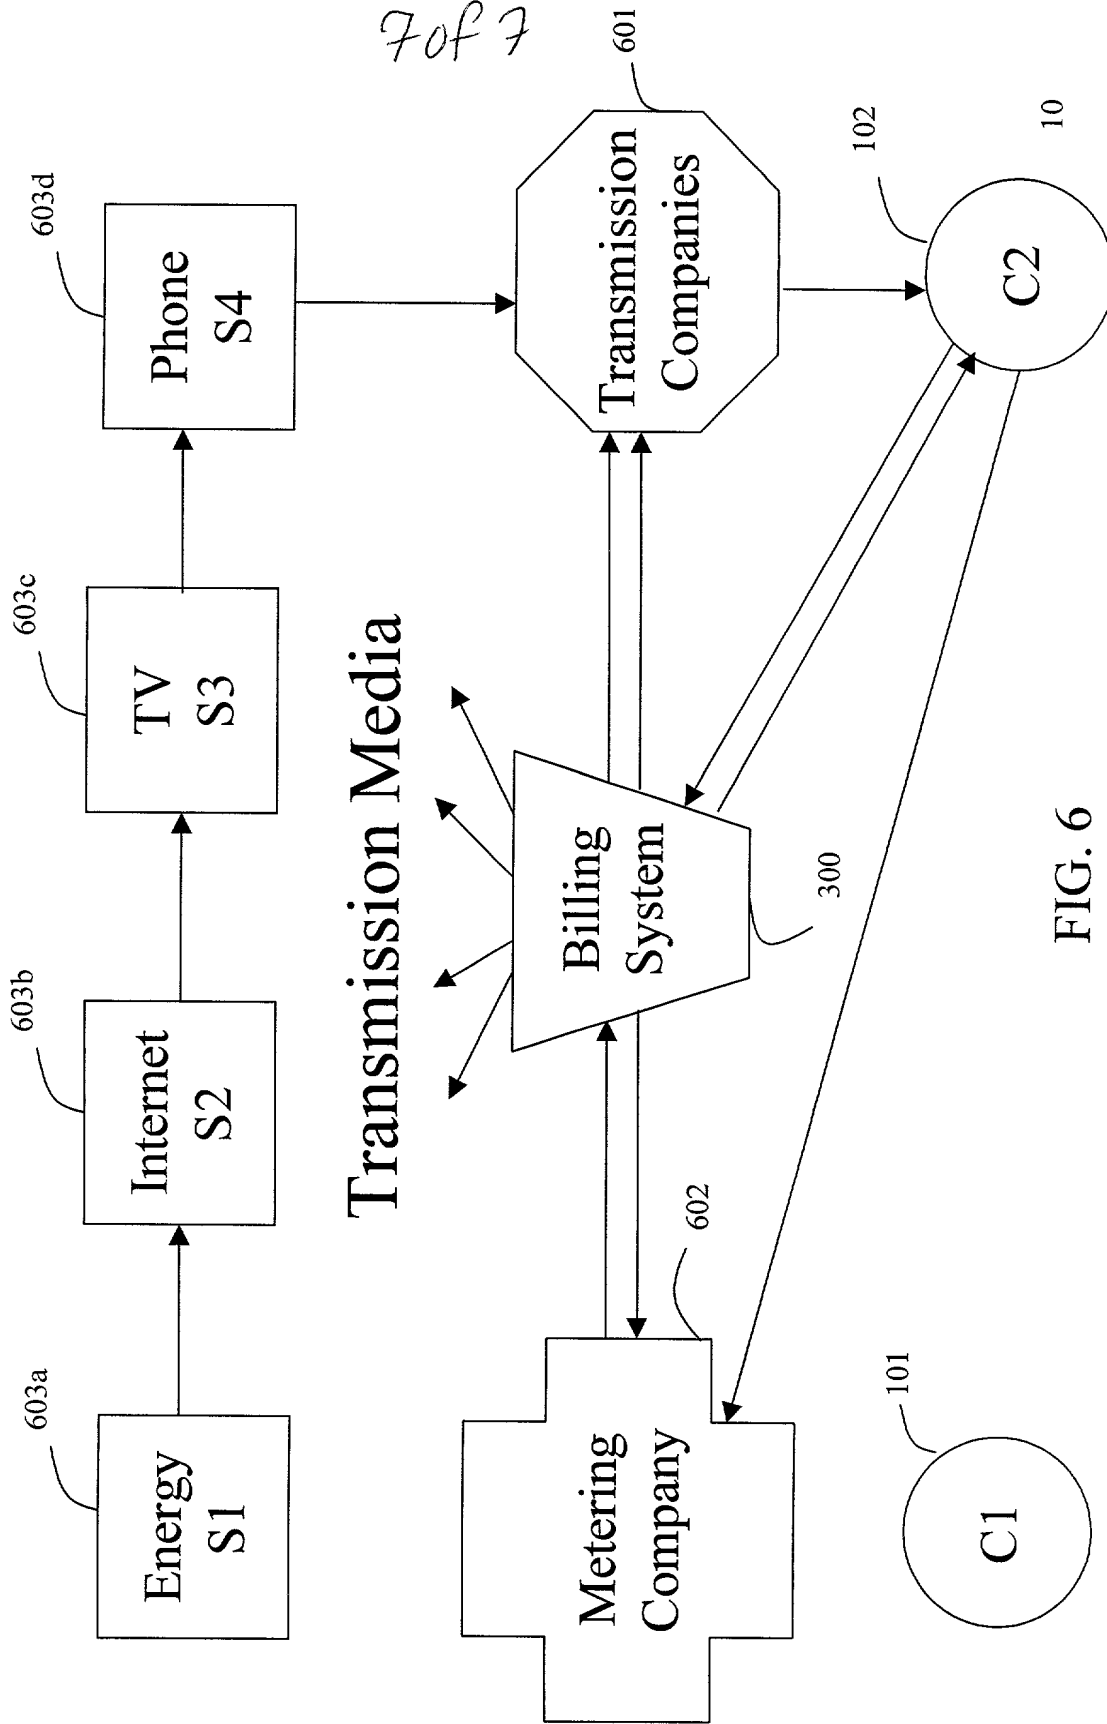 7 of 7
603a
603b
603c
603d
Energy
S1
Internet
S2
TV
S3
Phone
S4
Transmission Media
Metering
Company
602
Billing
System
300
Transmission
Companies
601
C1
101
C2
102
10
FIG. 6